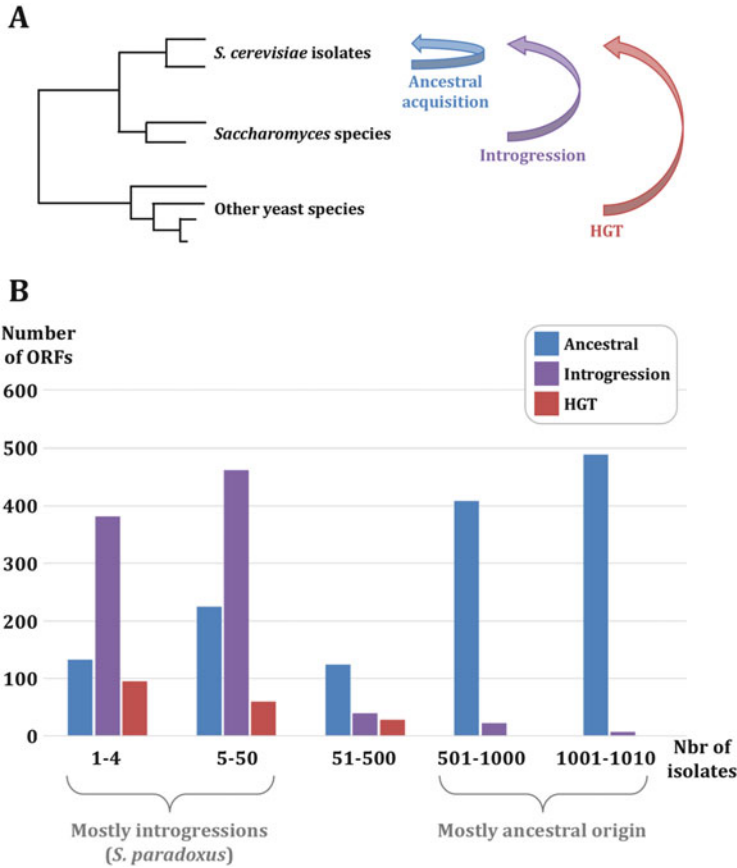 A
S. cerevisiae isolates
Saccharomyces species
Other yeast species
Ancestral
acquisition
Introgression
HGT
B
Number
of ORFs
Ancestral
Introgression
HGT
600
500
400
300
200
100
0
1-4
5-50
51-500
501-1000
1001-1010
Nbr of
isolates
Mostly introgressions
(S. paradoxus)
Mostly ancestral origin